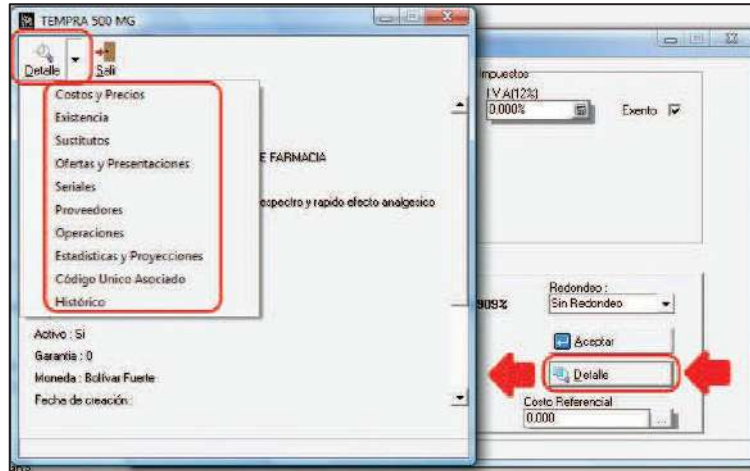 TEMPRA 500 MG
Detalle
Sali
Costos y Precios
Existencia
Sustitutos
Ofertas y Presentaciones
Seriales
Proveedores
Operaciones
Estadisticas y Proyecciones
Código Unico Asociado
Histórico
E FARMACIA
espectro y rapido efecto analgesico
Activo : Si
Garantia : 0
Moneda : Bolívar Fuerte
Fecha de creación :
Impuestos
I.V.A(12%)
0.000%
Exento
909%
Redondeo :
Sin Redondeo
Aceptar
Detalle
Costo Referencial
0.000
...